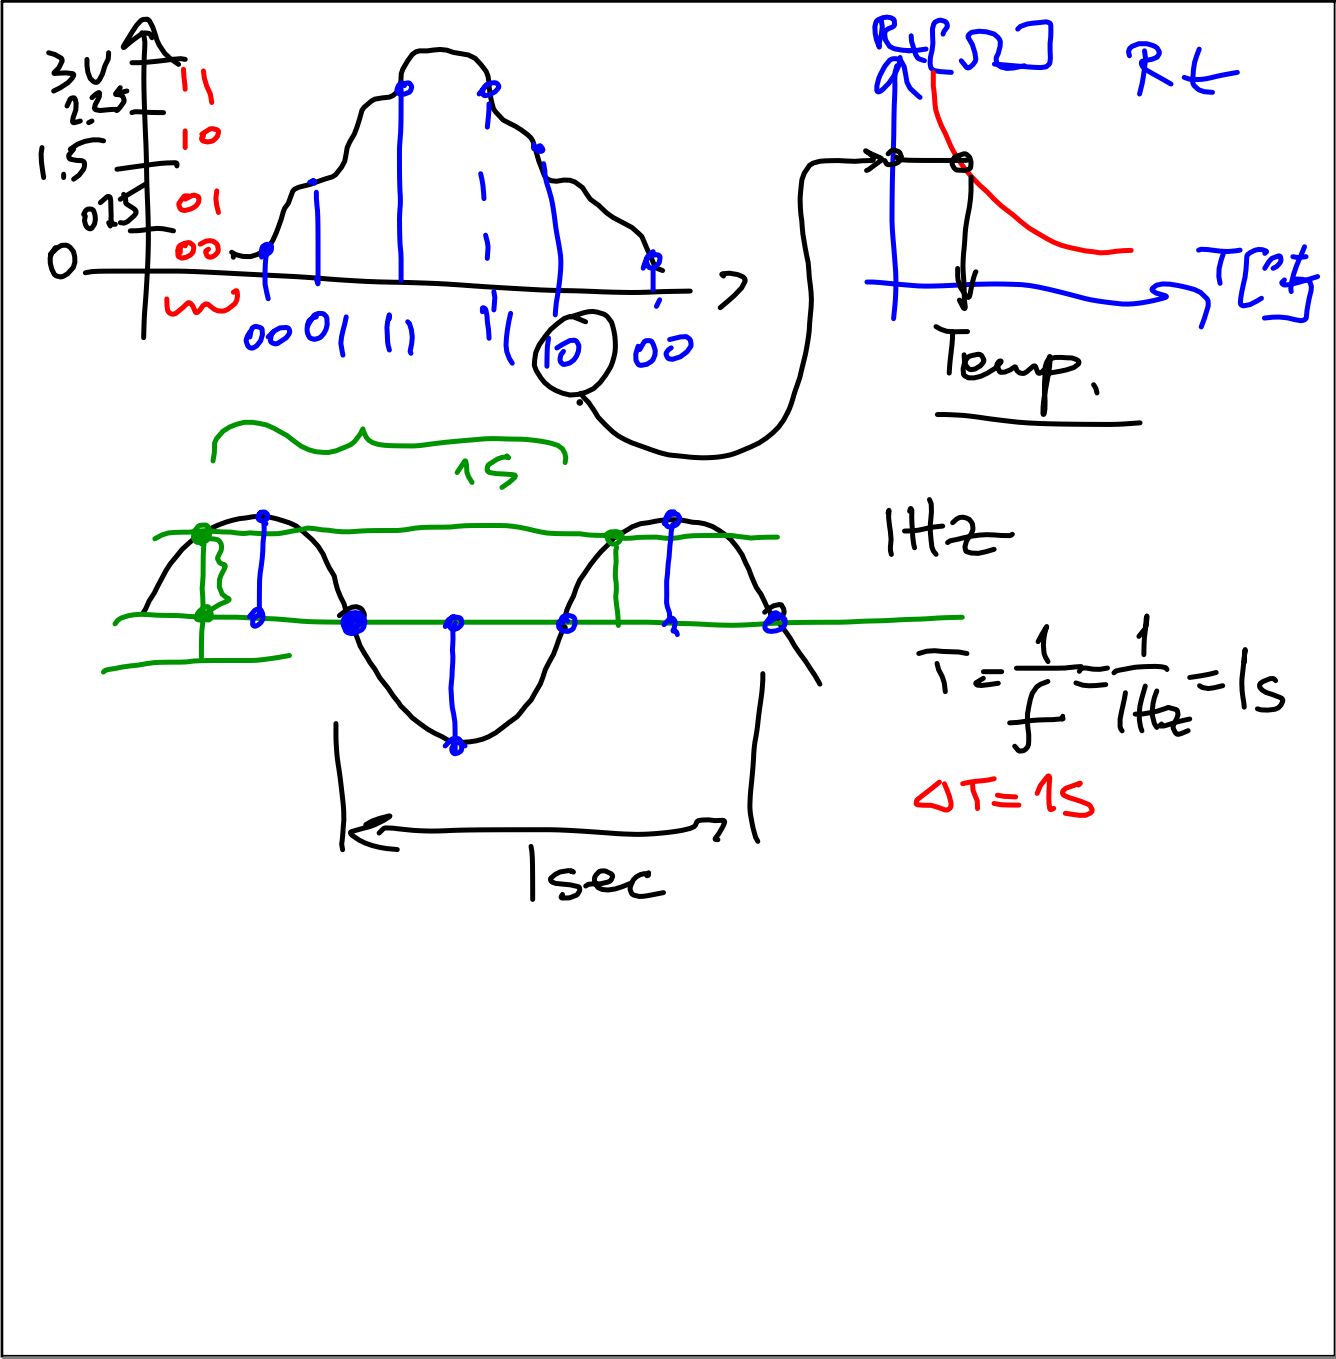 3V
11
2.25
10
1.5
01
0.75
00
0
00 01 11 11 10 00
Rt[Ω]
Rt
Temp.
1s
1Hz
T = 1/f = 1/1Hz = 1s
ΔT = 1s
1sec